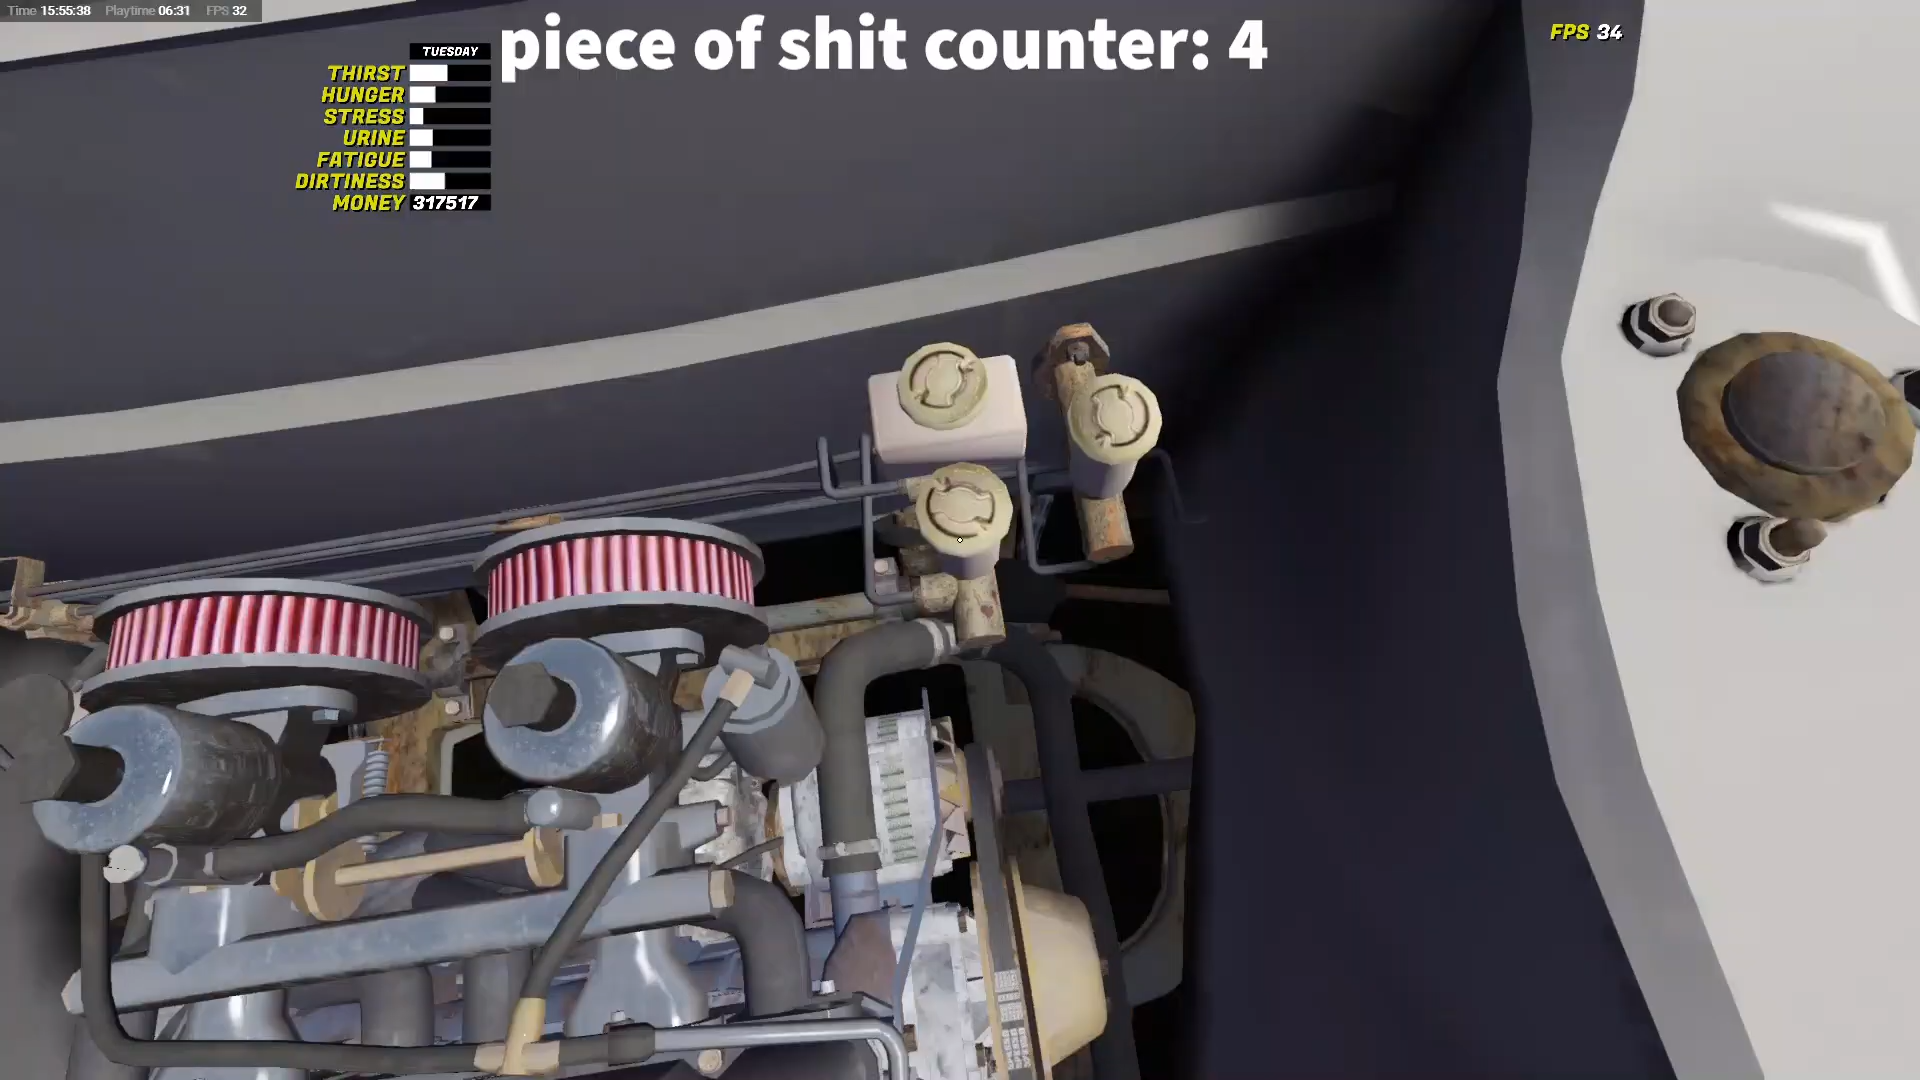 Time 15:55:38 Playtime 06:31 FPS 32
piece of shit counter: 4
FPS 34
TUESDAY
THIRST
HUNGER
STRESS
URINE
FATIGUE
DIRTINESS
MONEY 317517